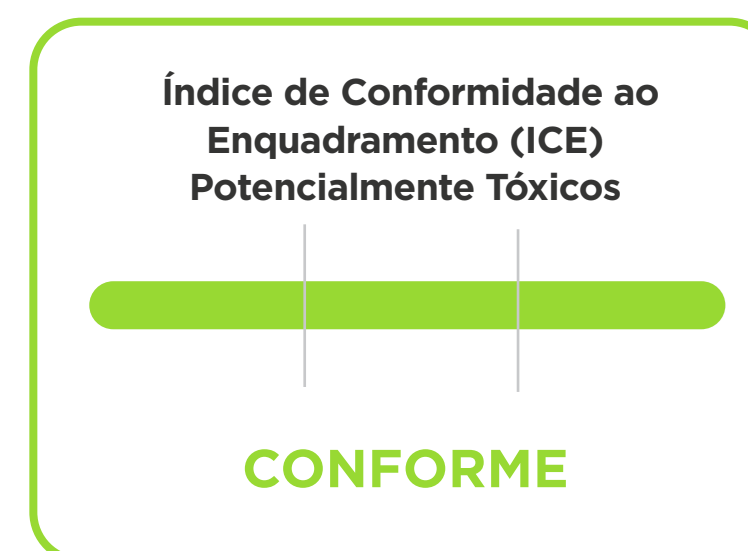 Índice de Conformidade ao
Enquadramento (ICE)
Potencialmente Tóxicos
CONFORME